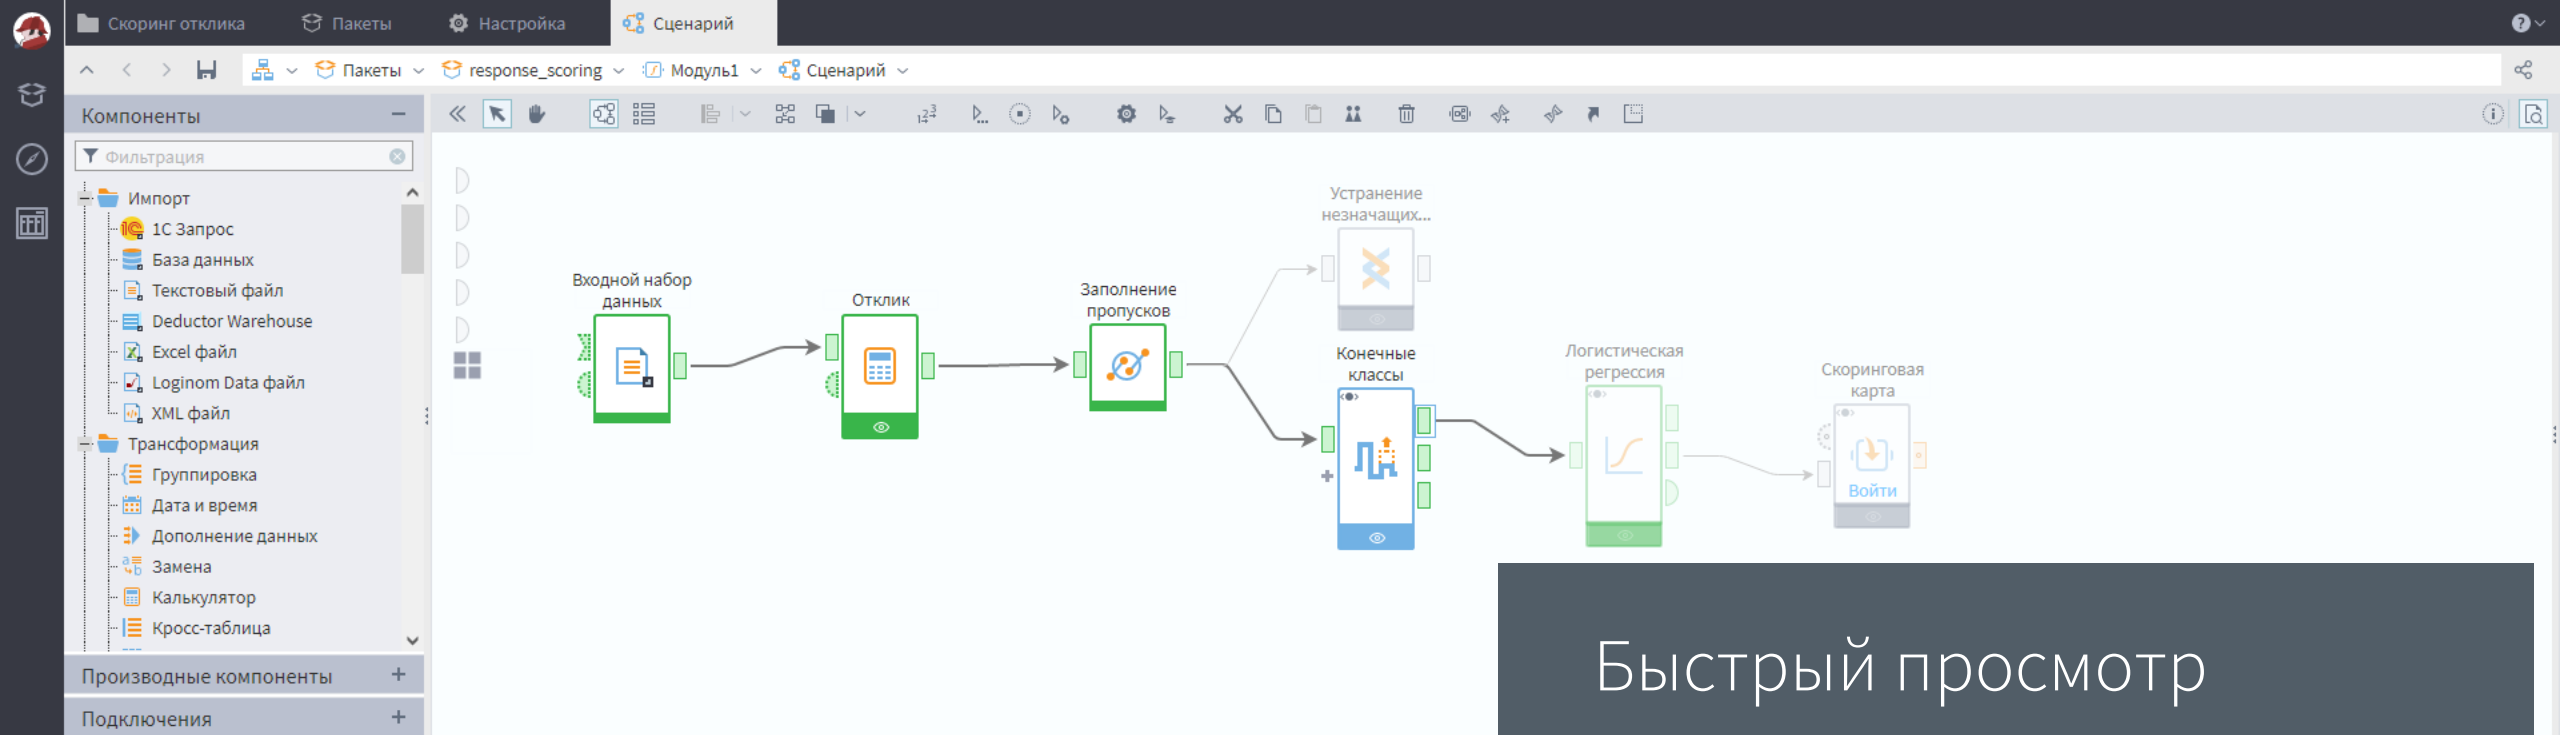 Скоринг отклика
Пакеты
Настройка
Сценарий
Пакеты
response_scoring
Модуль1
Сценарий
Компоненты
Фильтрация
Импорт
1С Запрос
База данных
Текстовый файл
Deductor Warehouse
Excel файл
Loginom Data файл
XML файл
Трансформация
Группировка
Дата и время
Дополнение данных
Замена
Калькулятор
Кросс-таблица
Производные компоненты
Подключения
Входной набор
данных
Отклик
Заполнение
пропусков
Устранение
незначащих...
Конечные
классы
Логистическая
регрессия
Скоринговая
карта
Войти
Быстрый просмотр